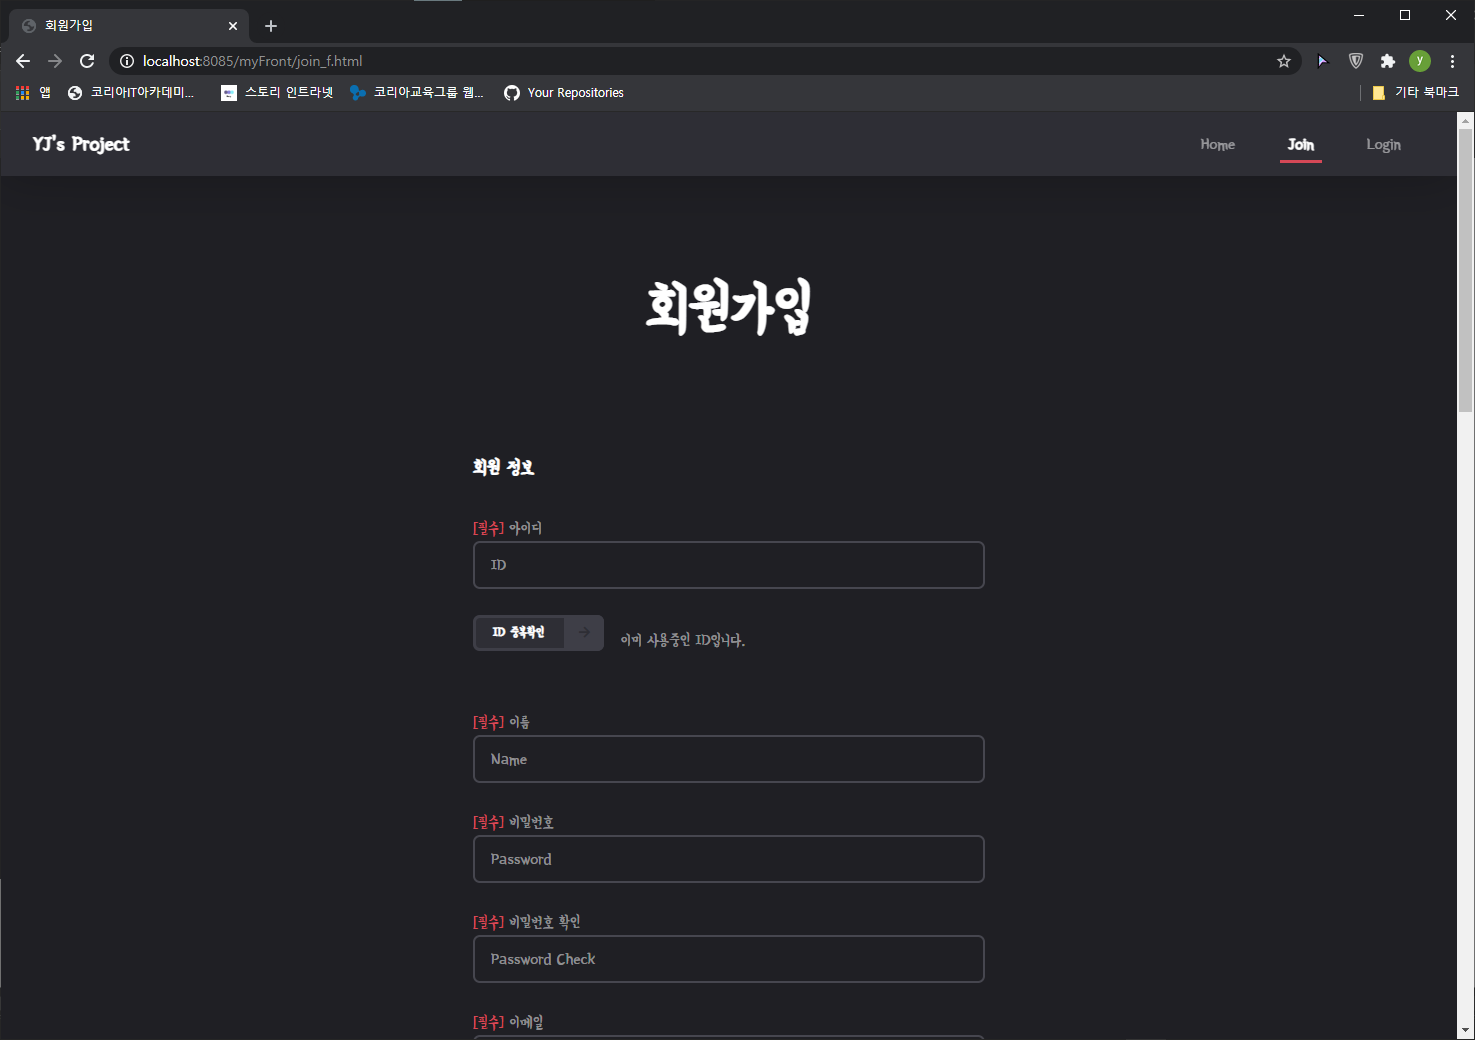 회원가입
localhost:8085/myFront/join_f.html
y
앱 코리아IT아카데미... 스토리 인트라넷 코리아교육그룹 웹... Your Repositories 기타 북마크
YJ's Project Home Join Login
회원가입
회원 정보
[필수] 아이디
ID
ID 중복확인 이미 사용중인 ID입니다.
[필수] 이름
Name
[필수] 비밀번호
Password
[필수] 비밀번호 확인
Password Check
[필수] 이메일